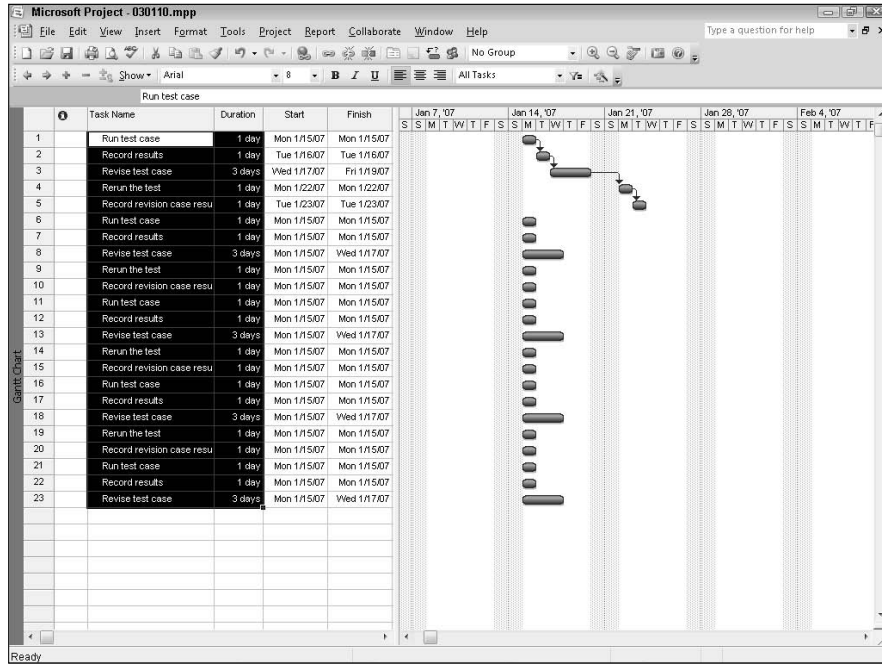 Microsoft Project - 030110.mpp
File Edit View Insert Format Tools Project Report Collaborate Window Help Type a question for help
No Group
Show Arial 8 B I U All Tasks
Run test case
Task Name Duration Start Finish Jan 7, '07 Jan 14, '07 Jan 21, '07 Jan 28, '07 Feb 4, '07
S S M T W T F S S M T W T F S S M T W T F S S M T W T F S S M T W T F
1 Run test case 1 day Mon 1/15/07 Mon 1/15/07
2 Record results 1 day Tue 1/16/07 Tue 1/16/07
3 Revise test case 3 days Wed 1/17/07 Fri 1/19/07
4 Rerun the test 1 day Mon 1/22/07 Mon 1/22/07
5 Record revision case resu 1 day Tue 1/23/07 Tue 1/23/07
6 Run test case 1 day Mon 1/15/07 Mon 1/15/07
7 Record results 1 day Mon 1/15/07 Mon 1/15/07
8 Revise test case 3 days Mon 1/15/07 Wed 1/17/07
9 Rerun the test 1 day Mon 1/15/07 Mon 1/15/07
10 Record revision case resu 1 day Mon 1/15/07 Mon 1/15/07
11 Run test case 1 day Mon 1/15/07 Mon 1/15/07
12 Record results 1 day Mon 1/15/07 Mon 1/15/07
13 Revise test case 3 days Mon 1/15/07 Wed 1/17/07
14 Rerun the test 1 day Mon 1/15/07 Mon 1/15/07
15 Record revision case resu 1 day Mon 1/15/07 Mon 1/15/07
16 Run test case 1 day Mon 1/15/07 Mon 1/15/07
17 Record results 1 day Mon 1/15/07 Mon 1/15/07
18 Revise test case 3 days Mon 1/15/07 Wed 1/17/07
19 Rerun the test 1 day Mon 1/15/07 Mon 1/15/07
20 Record revision case resu 1 day Mon 1/15/07 Mon 1/15/07
21 Run test case 1 day Mon 1/15/07 Mon 1/15/07
22 Record results 1 day Mon 1/15/07 Mon 1/15/07
23 Revise test case 3 days Mon 1/15/07 Wed 1/17/07
Gantt Chart
Ready